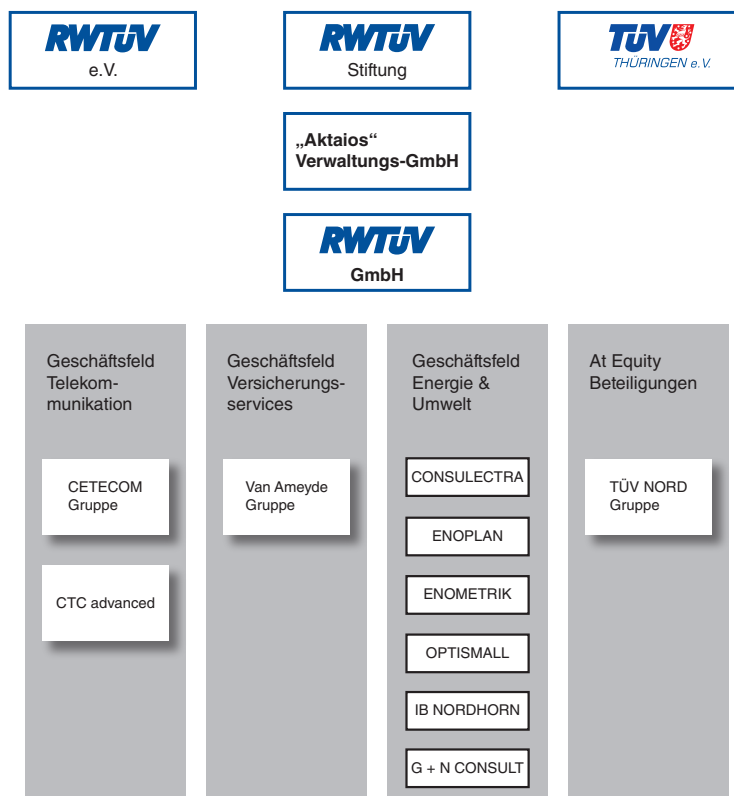 RWTÜV
e.V.
RWTÜV
Stiftung
TÜV
THÜRINGEN e.V.
„Aktaios“
Verwaltungs-GmbH
RWTÜV
GmbH
Geschäftsfeld
Telekom-
munikation
CETECOM
Gruppe
CTC advanced
Geschäftsfeld
Versicherungs-
services
Van Ameyde
Gruppe
Geschäftsfeld
Energie &
Umwelt
CONSULECTRA
ENOPLAN
ENOMETRIK
OPTISMALL
IB NORDHORN
G + N CONSULT
At Equity
Beteiligungen
TÜV NORD
Gruppe